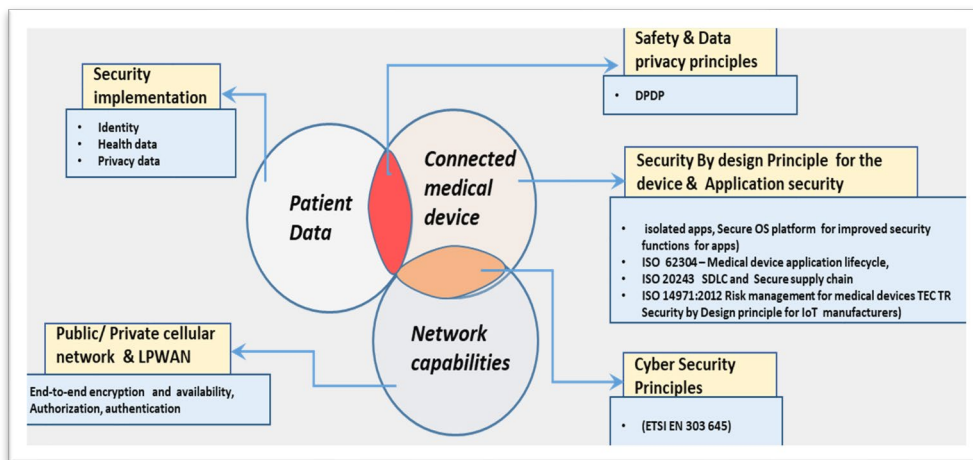 Security
implementation
• Identity
• Health data
• Privacy data
Safety & Data
privacy principles
• DPDP
Patient
Data
Connected
medical
device
Security By design Principle for the
device & Application security
• isolated apps, Secure OS platform for improved security
functions for apps)
• ISO 62304 – Medical device application lifecycle,
• ISO 20243 SDLC and Secure supply chain
• ISO 14971:2012 Risk management for medical devices TEC TR
Security by Design principle for IoT manufacturers)
Public/ Private cellular
network & LPWAN
End-to-end encryption and availability,
Authorization, authentication
Network
capabilities
Cyber Security
Principles
• (ETSI EN 303 645)